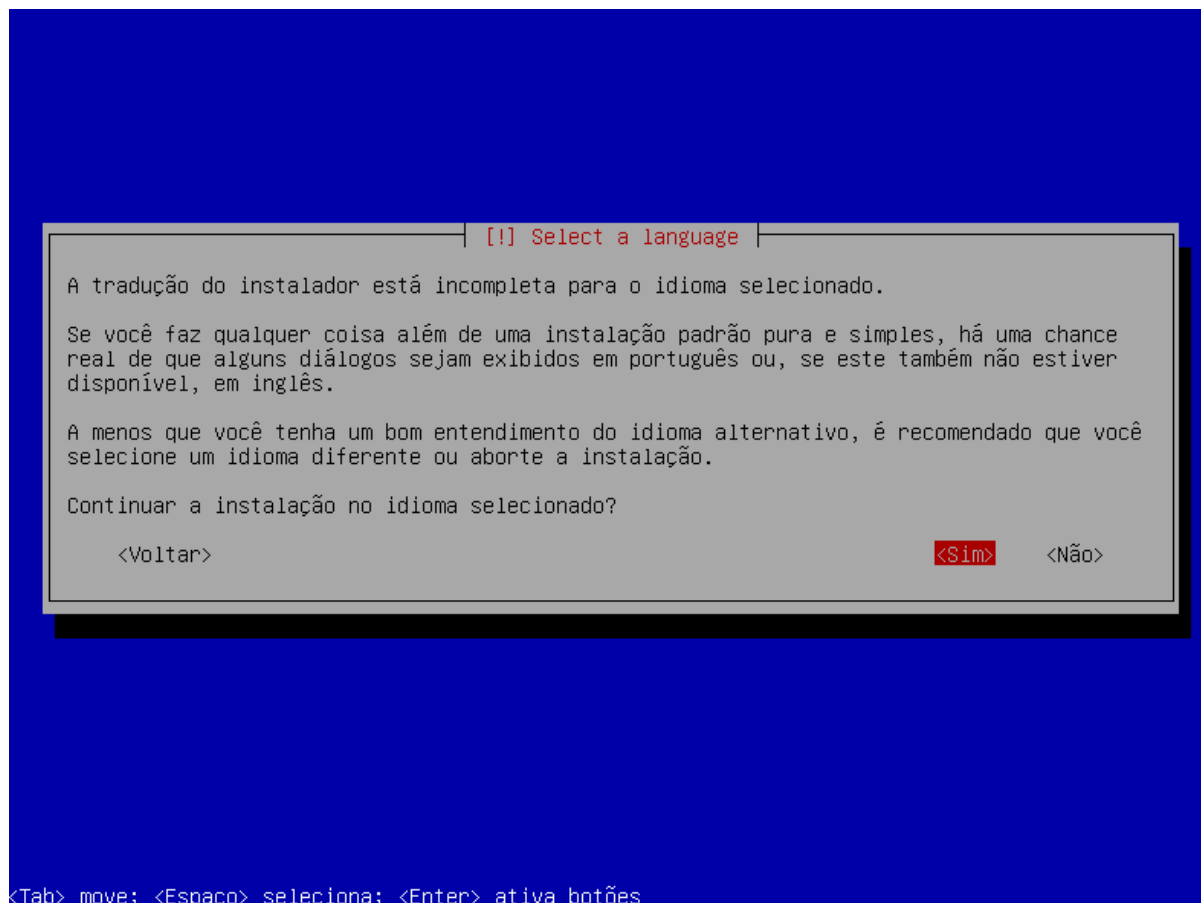 [!] Select a language
A tradução do instalador está incompleta para o idioma selecionado.
Se você faz qualquer coisa além de uma instalação padrão pura e simples, há uma chance
real de que alguns diálogos sejam exibidos em português ou, se este também não estiver
disponível, em inglês.
A menos que você tenha um bom entendimento do idioma alternativo, é recomendado que você
selecione um idioma diferente ou aborte a instalação.
Continuar a instalação no idioma selecionado?
<Voltar> <Sim> <Não>
<Tab> move; <Espaço> seleciona; <Enter> ativa botões